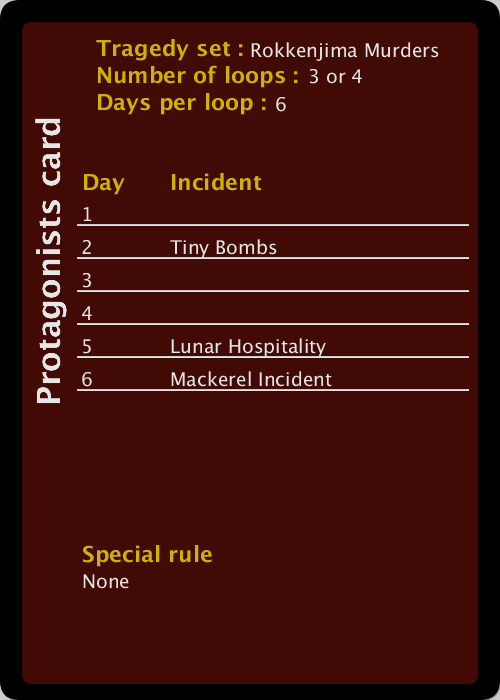 Protagonists card
Tragedy set : Rokkenjima Murders
Number of loops : 3 or 4
Days per loop : 6
Day Incident
1
2 Tiny Bombs
3
4
5 Lunar Hospitality
6 Mackerel Incident
Special rule
None